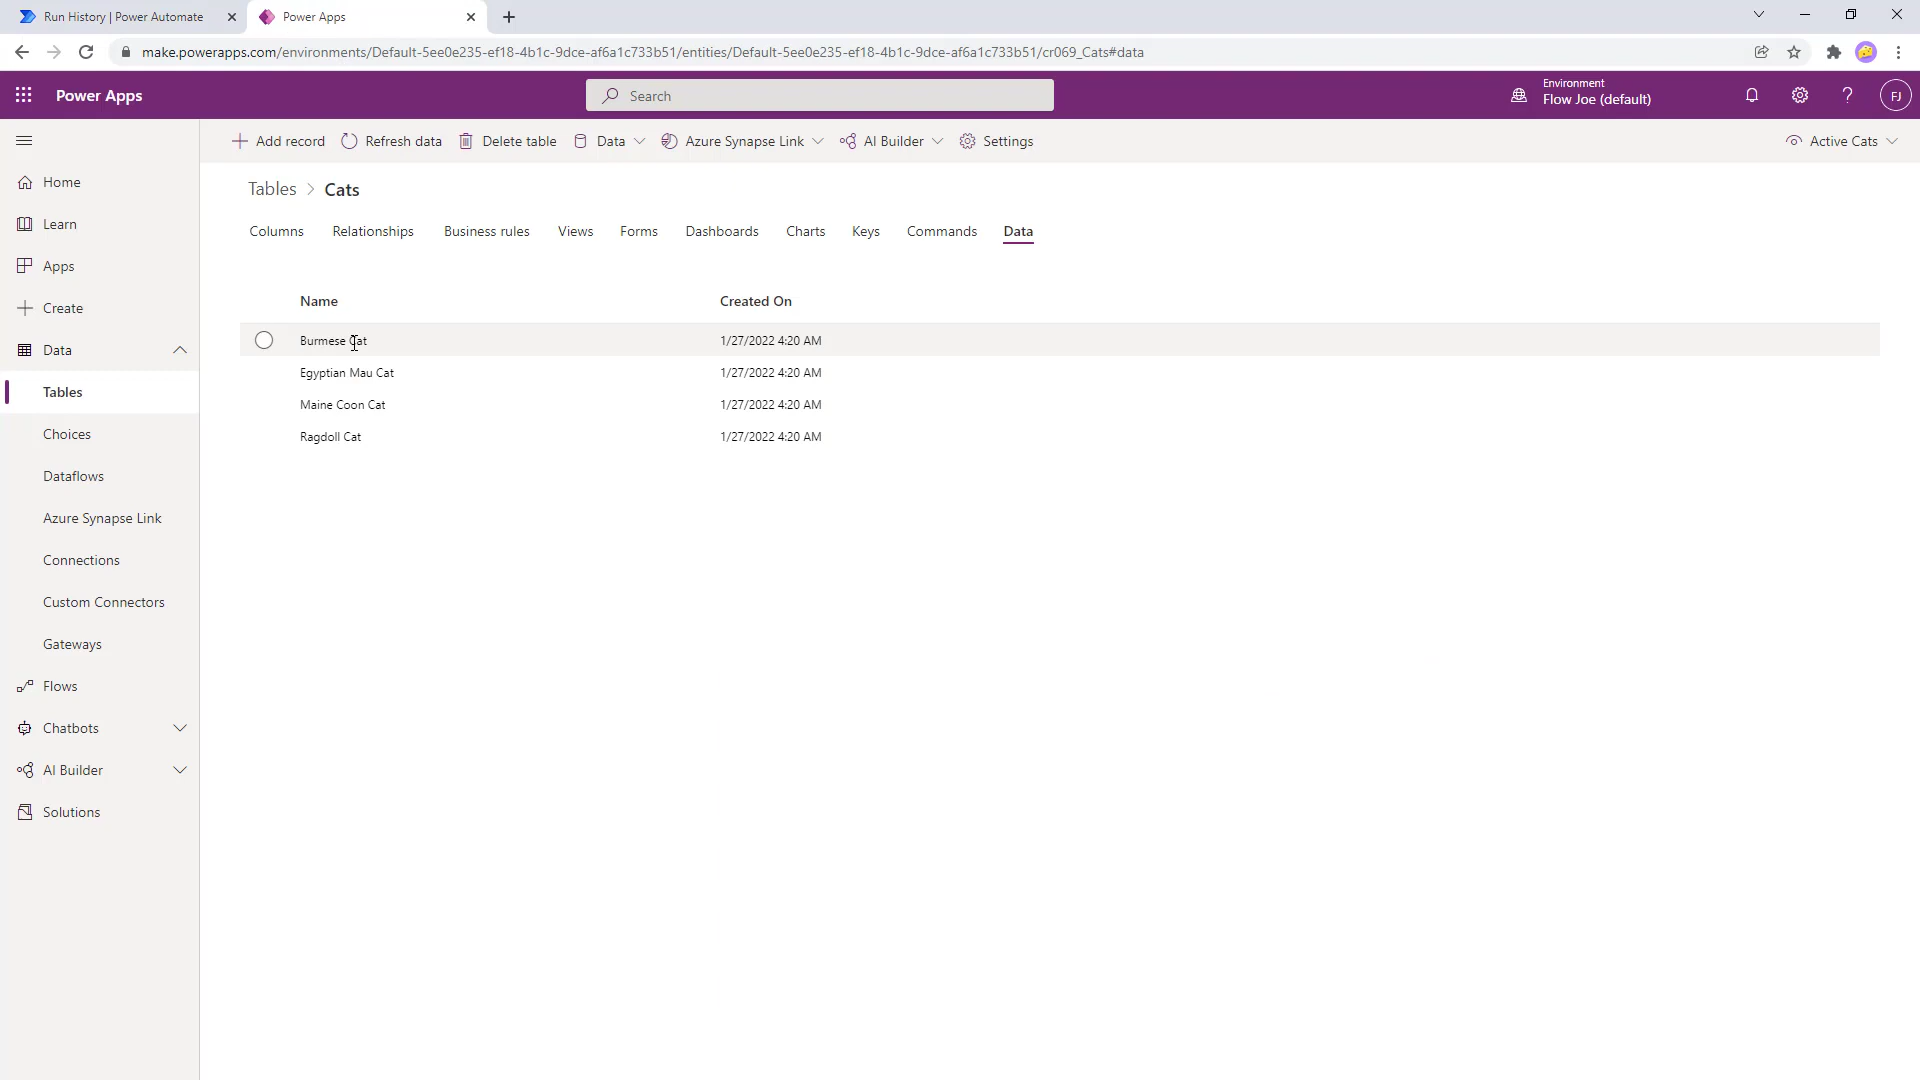 Run History | Power Automate
Power Apps
make.powerapps.com/environments/Default-5ee0e235-ef18-4b1c-9dce-af6a1c733b51/entities/Default-5ee0e235-ef18-4b1c-9dce-af6a1c733b51/cr069_Cats#data
Power Apps
Search
Environment
Flow Joe (default)
FJ
Add record
Refresh data
Delete table
Data
Azure Synapse Link
AI Builder
Settings
Active Cats
Home
Learn
Apps
Create
Data
Tables
Choices
Dataflows
Azure Synapse Link
Connections
Custom Connectors
Gateways
Flows
Chatbots
AI Builder
Solutions
Tables > Cats
Columns Relationships Business rules Views Forms Dashboards Charts Keys Commands Data
Name Created On
Burmese Cat 1/27/2022 4:20 AM
Egyptian Mau Cat 1/27/2022 4:20 AM
Maine Coon Cat 1/27/2022 4:20 AM
Ragdoll Cat 1/27/2022 4:20 AM